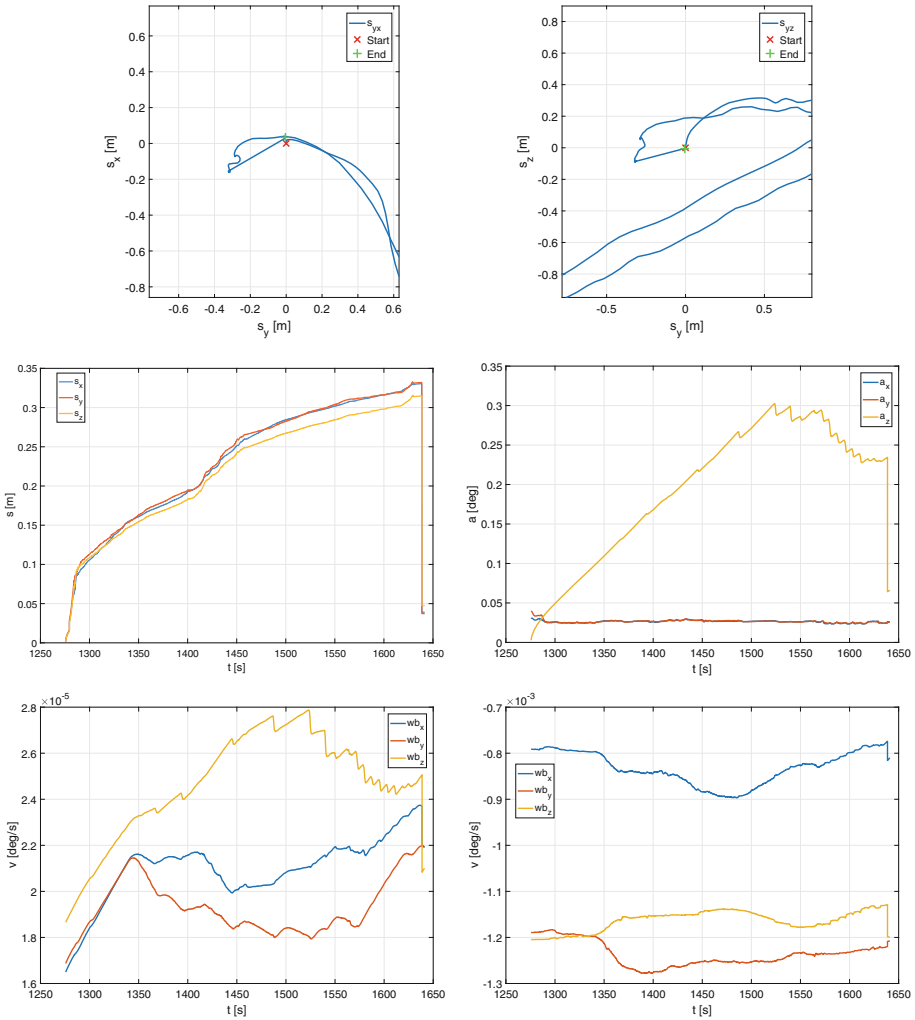 0.8
0.6
0.4
0.2
0
-0.2
-0.4
-0.6
-0.8
s_x [m]
-0.6 -0.4 -0.2 0 0.2 0.4 0.6
s_y [m]
s_yx
Start
End
0.8
0.6
0.4
0.2
0
-0.2
-0.4
-0.6
-0.8
s_z [m]
-0.5 0 0.5
s_y [m]
s_yz
Start
End
0.35
0.3
0.25
0.2
0.15
0.1
0.05
0
s [m]
1250 1300 1350 1400 1450 1500 1550 1600 1650
t [s]
s_x
s_y
s_z
0.35
0.3
0.25
0.2
0.15
0.1
0.05
0
a [deg]
1250 1300 1350 1400 1450 1500 1550 1600 1650
t [s]
a_x
a_y
a_z
×10^-5
2.8
2.6
2.4
2.2
2
1.8
1.6
v [deg/s]
1250 1300 1350 1400 1450 1500 1550 1600 1650
t [s]
wb_x
wb_y
wb_z
×10^-3
-0.7
-0.8
-0.9
-1
-1.1
-1.2
-1.3
v [deg/s]
1250 1300 1350 1400 1450 1500 1550 1600 1650
t [s]
wb_x
wb_y
wb_z